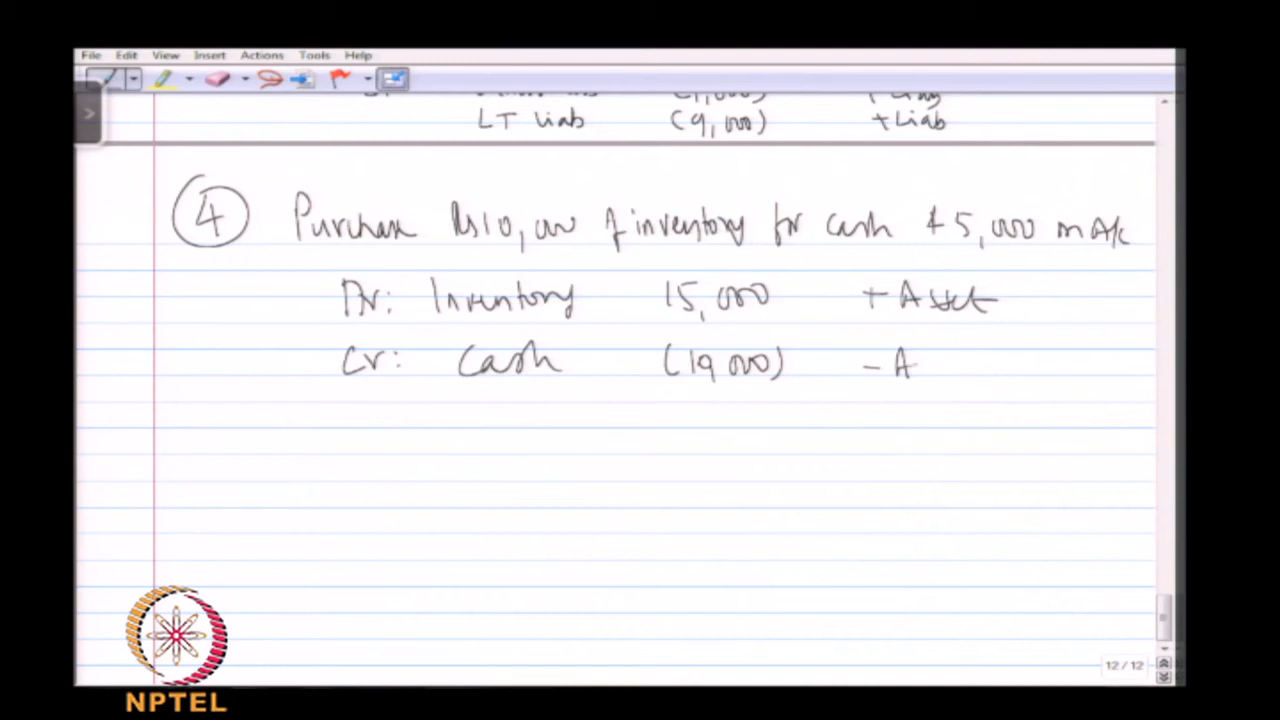 File Edit View Insert Actions Tools Help
LT Liab (9,000) +Liab
4 Purchase Rs10,000 of inventory for cash & 5,000 on A/c
Dr: Inventory 15,000 + Asset
Cr: Cash (10,000) - A
12 / 12
NPTEL